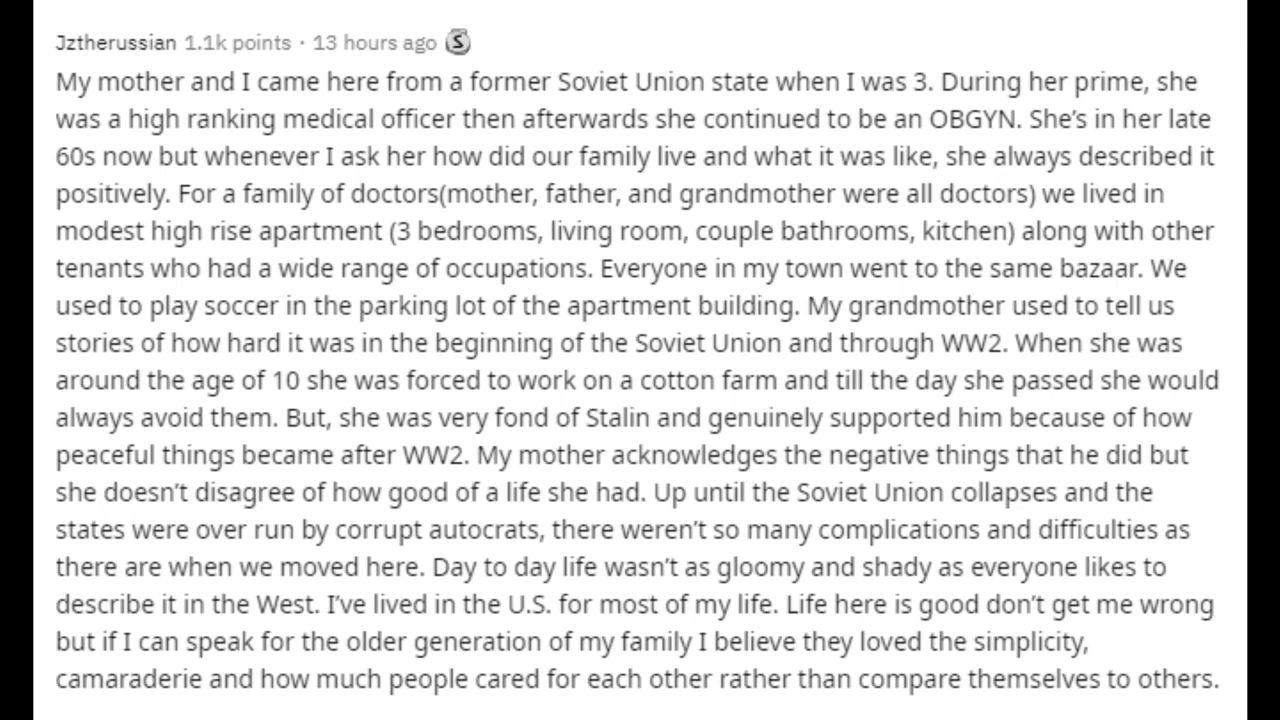 Jztherussian 1.1k points · 13 hours ago S
My mother and I came here from a former Soviet Union state when I was 3. During her prime, she
was a high ranking medical officer then afterwards she continued to be an OBGYN. She’s in her late
60s now but whenever I ask her how did our family live and what it was like, she always described it
positively. For a family of doctors(mother, father, and grandmother were all doctors) we lived in
modest high rise apartment (3 bedrooms, living room, couple bathrooms, kitchen) along with other
tenants who had a wide range of occupations. Everyone in my town went to the same bazaar. We
used to play soccer in the parking lot of the apartment building. My grandmother used to tell us
stories of how hard it was in the beginning of the Soviet Union and through WW2. When she was
around the age of 10 she was forced to work on a cotton farm and till the day she passed she would
always avoid them. But, she was very fond of Stalin and genuinely supported him because of how
peaceful things became after WW2. My mother acknowledges the negative things that he did but
she doesn’t disagree of how good of a life she had. Up until the Soviet Union collapses and the
states were over run by corrupt autocrats, there weren’t so many complications and difficulties as
there are when we moved here. Day to day life wasn’t as gloomy and shady as everyone likes to
describe it in the West. I’ve lived in the U.S. for most of my life. Life here is good don’t get me wrong
but if I can speak for the older generation of my family I believe they loved the simplicity,
camaraderie and how much people cared for each other rather than compare themselves to others.